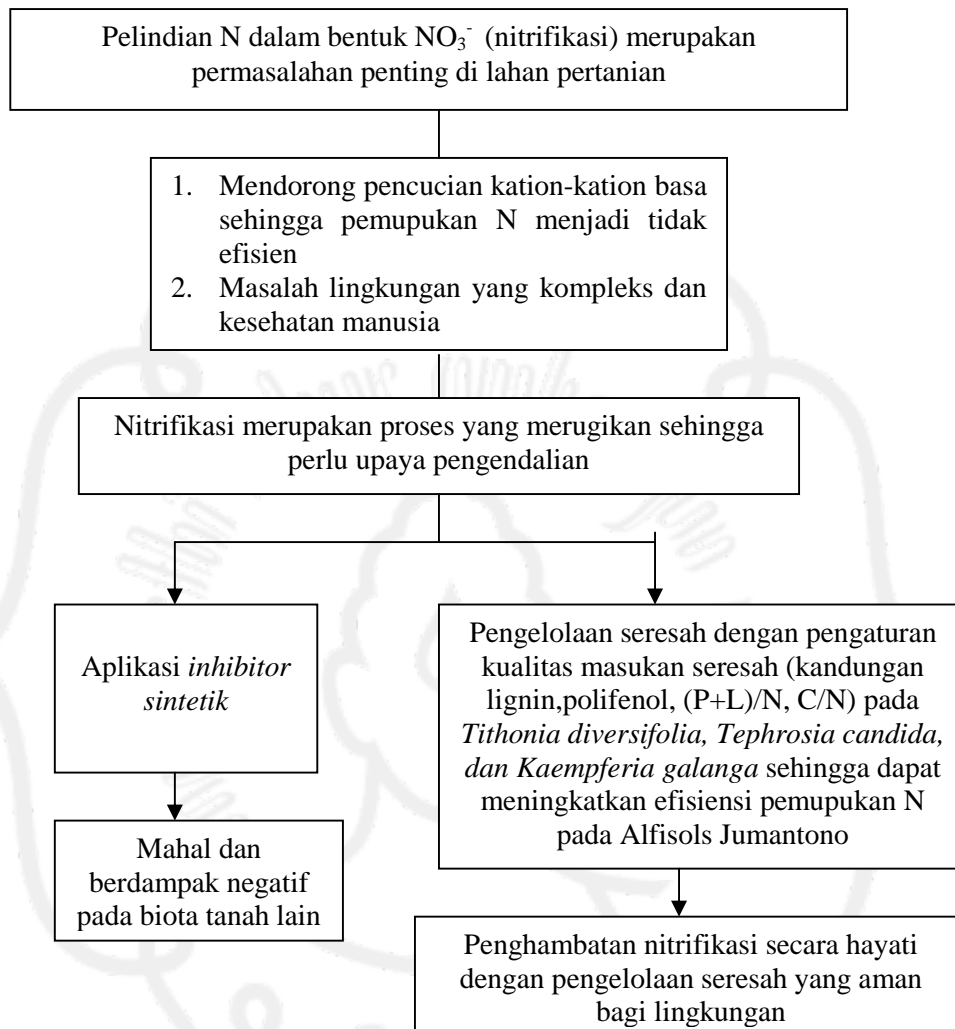 Pelindian N dalam bentuk NO₃⁻ (nitrifikasi) merupakan
permasalahan penting di lahan pertanian
1. Mendorong pencucian kation-kation basa
sehingga pemupukan N menjadi tidak
efisien
2. Masalah lingkungan yang kompleks dan
kesehatan manusia
Nitrifikasi merupakan proses yang merugikan sehingga
perlu upaya pengendalian
Aplikasi inhibitor
sintetik
Mahal dan
berdampak negatif
pada biota tanah lain
Pengelolaan seresah dengan pengaturan
kualitas masukan seresah (kandungan
lignin,polifenol, (P+L)/N, C/N) pada
Tithonia diversifolia, Tephrosia candida,
dan Kaempferia galanga sehingga dapat
meningkatkan efisiensi pemupukan N
pada Alfisols Jumantono
Penghambatan nitrifikasi secara hayati
dengan pengelolaan seresah yang aman
bagi lingkungan